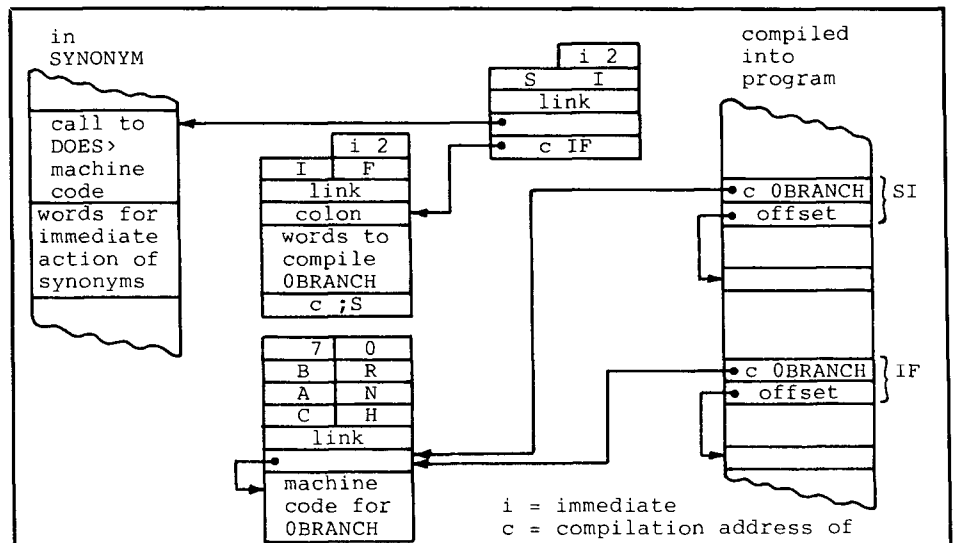 in
SYNONYM
call to
DOES>
machine
code
words for
immediate
action of
synonyms
i 2
S I
link
c IF
i 2
I F
link
colon
words to
compile
0BRANCH
c ;S
7 0
B R
A N
C H
link
machine
code for
0BRANCH
compiled
into
program
c 0BRANCH
offset
SI
c 0BRANCH
offset
IF
i = immediate
c = compilation address of